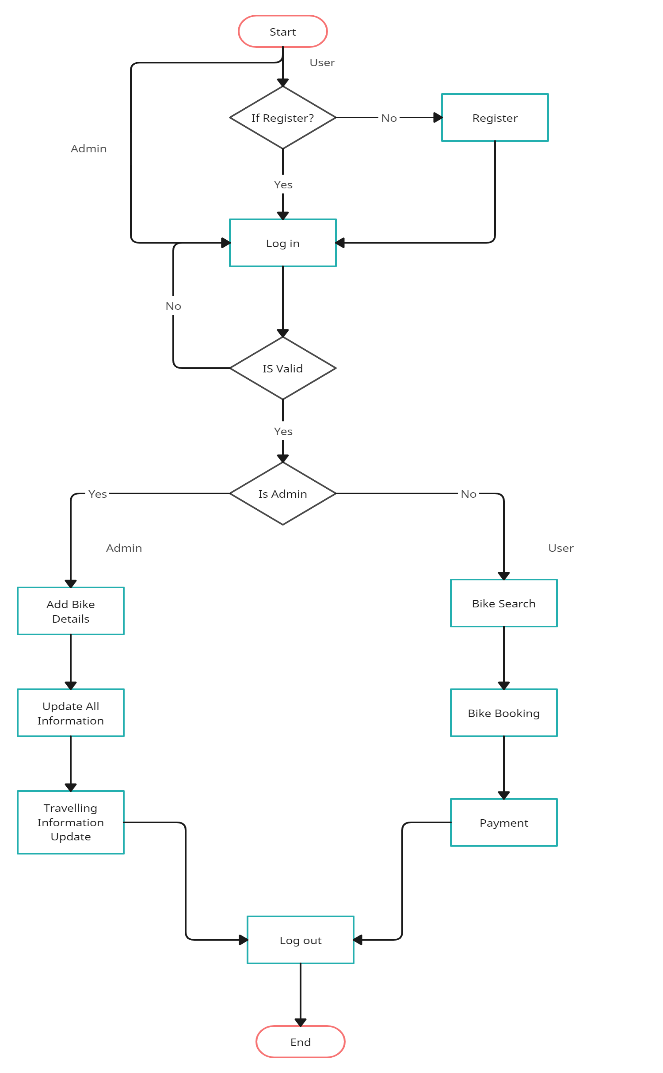 Start
User
If Register?
No
Register
Admin
Yes
Log in
No
IS Valid
Yes
Is Admin
Yes
No
Admin
User
Add Bike
Details
Bike Search
Update All
Information
Bike Booking
Travelling
Information
Update
Payment
Log out
End